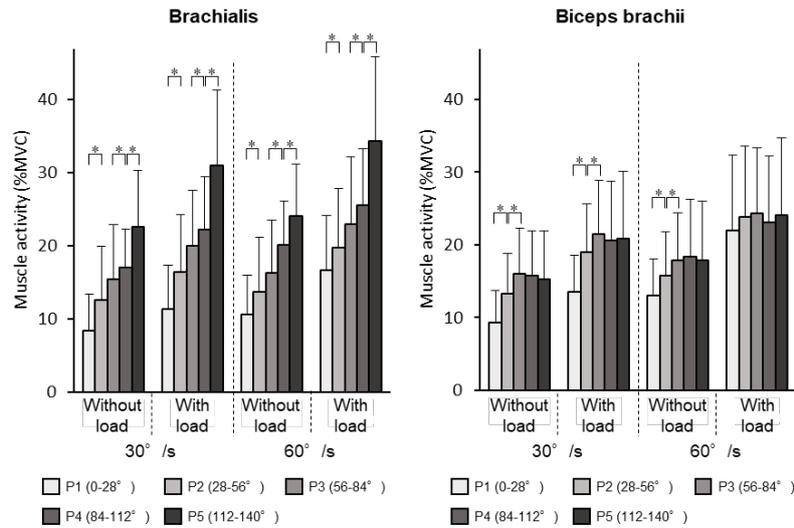 Brachialis
* * * *
* * *
* * *
* * *
Muscle activity (%MVC)
40
30
20
10
0
Without load
With load
Without load
With load
30° /s
60° /s
P1 (0-28° )
P2 (28-56° )
P3 (56-84° )
P4 (84-112° )
P5 (112-140° )
Biceps brachii
* *
* *
* *
Muscle activity (%MVC)
40
30
20
10
0
Without load
With load
Without load
With load
30° /s
60° /s
P1 (0-28° )
P2 (28-56° )
P3 (56-84° )
P4 (84-112° )
P5 (112-140° )